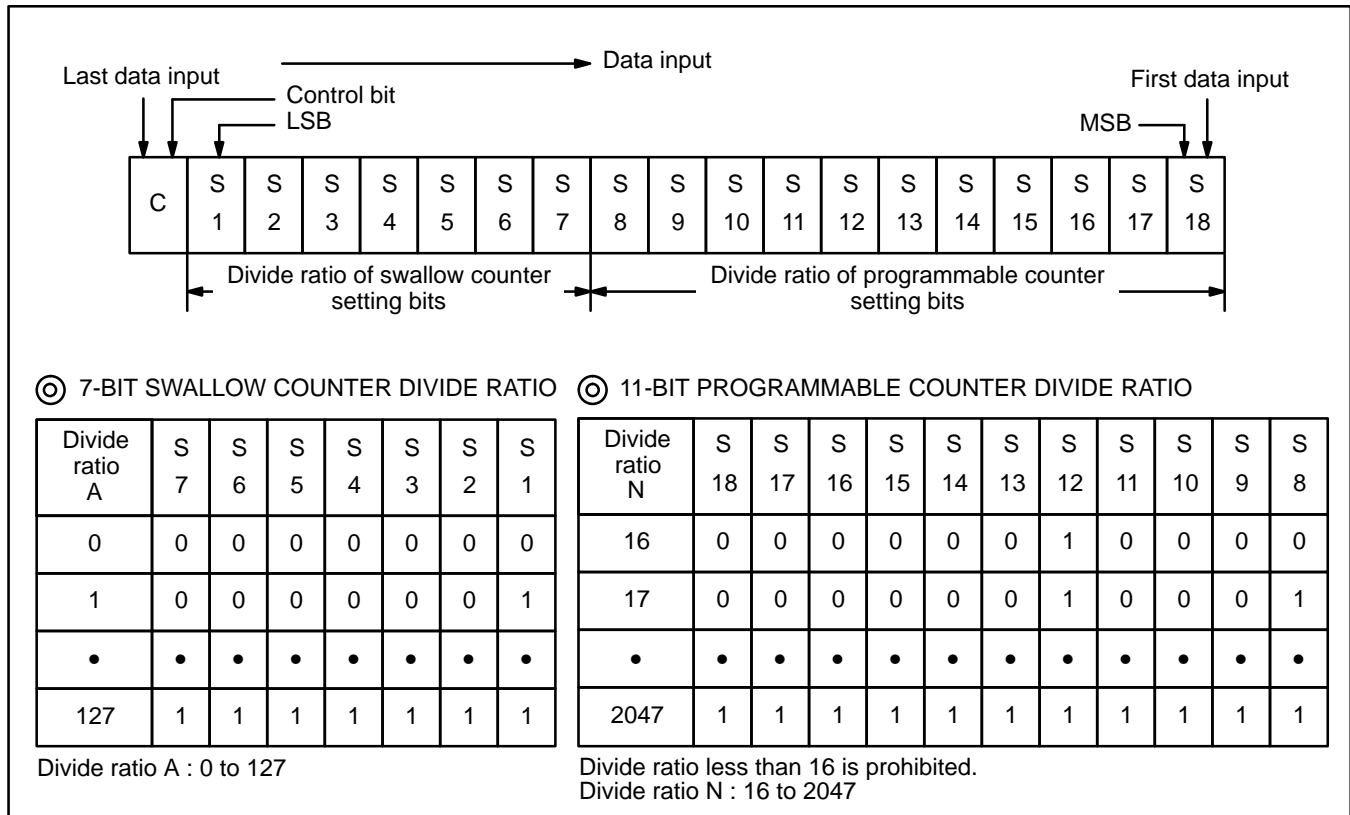 Last data input
Data input
First data input
Control bit
LSB
MSB
C S 1 S 2 S 3 S 4 S 5 S 6 S 7 S 8 S 9 S 10 S 11 S 12 S 13 S 14 S 15 S 16 S 17 S 18
Divide ratio of swallow counter
setting bits
Divide ratio of programmable counter
setting bits
7-BIT SWALLOW COUNTER DIVIDE RATIO
Divide ratio A S 7 S 6 S 5 S 4 S 3 S 2 S 1
0 0 0 0 0 0 0 0
1 0 0 0 0 0 0 1
• • • • • • • •
127 1 1 1 1 1 1 1
Divide ratio A : 0 to 127
11-BIT PROGRAMMABLE COUNTER DIVIDE RATIO
Divide ratio N S 18 S 17 S 16 S 15 S 14 S 13 S 12 S 11 S 10 S 9 S 8
16 0 0 0 0 0 0 1 0 0 0 0
17 0 0 0 0 0 0 1 0 0 0 1
• • • • • • • • • • • •
2047 1 1 1 1 1 1 1 1 1 1 1
Divide ratio less than 16 is prohibited.
Divide ratio N : 16 to 2047